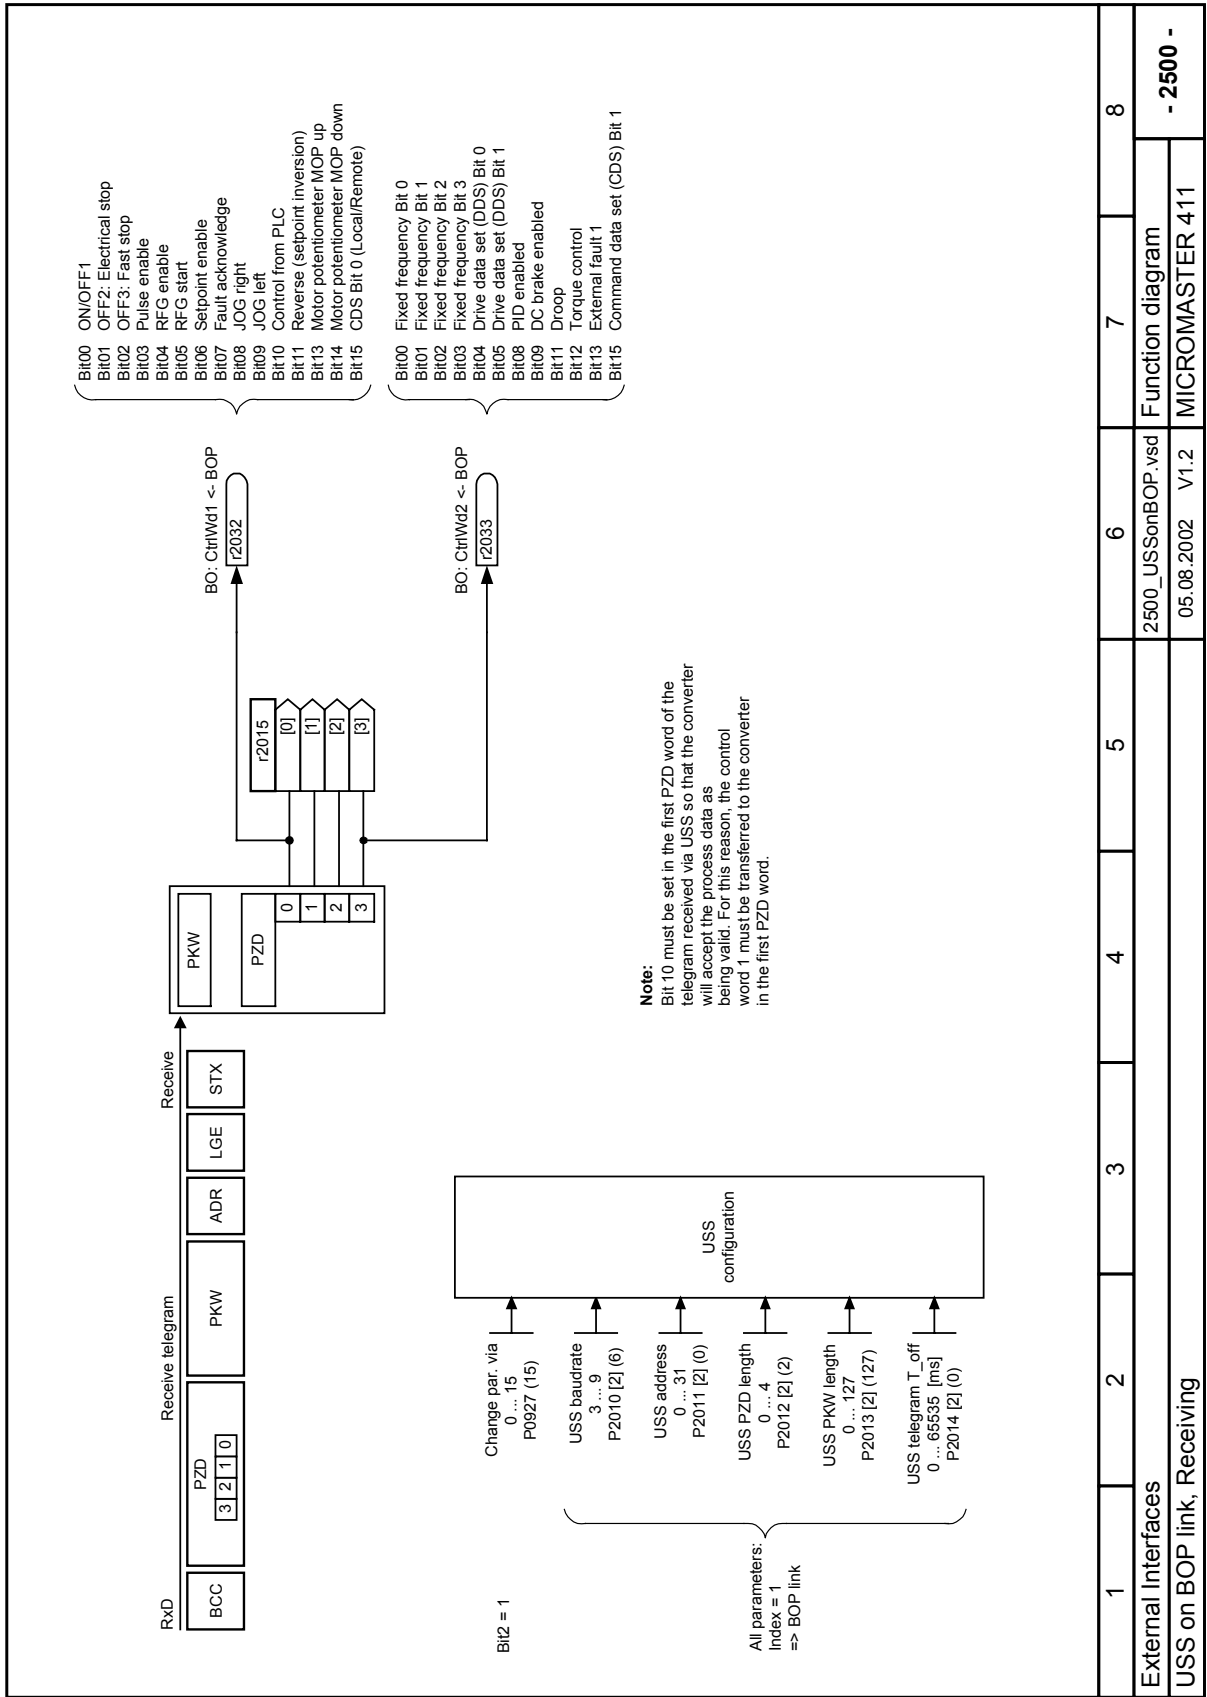 RxD
Receive telegram
Receive
BCC
PZD
3 2 1 0
PKW
ADR
LGE
STX
PKW
PZD
0
1
2
3
r2015
[0]
[1]
[2]
[3]
BO: CtrlWd1 <- BOP
r2032
BO: CtrlWd2 <- BOP
r2033
Bit00 ON/OFF1
Bit01 OFF2: Electrical stop
Bit02 OFF3: Fast stop
Bit03 Pulse enable
Bit04 RFG enable
Bit05 RFG start
Bit06 Setpoint enable
Bit07 Fault acknowledge
Bit08 JOG right
Bit09 JOG left
Bit10 Control from PLC
Bit11 Reverse (setpoint inversion)
Bit13 Motor potentiometer MOP up
Bit14 Motor potentiometer MOP down
Bit15 CDS Bit 0 (Local/Remote)
Bit00 Fixed frequency Bit 0
Bit01 Fixed frequency Bit 1
Bit02 Fixed frequency Bit 2
Bit03 Fixed frequency Bit 3
Bit04 Drive data set (DDS) Bit 0
Bit05 Drive data set (DDS) Bit 1
Bit08 PID enabled
Bit09 DC brake enabled
Bit11 Droop
Bit12 Torque control
Bit13 External fault 1
Bit15 Command data set (CDS) Bit 1
Bit2 = 1
Change par. via
0 ... 15
P0927 (15)
USS baudrate
3 ... 9
P2010 [2] (6)
USS address
0 ... 31
P2011 [2] (0)
USS PZD length
0 ... 4
P2012 [2] (2)
USS PKW length
0 ... 127
P2013 [2] (127)
USS telegram T_off
0 ... 65535 [ms]
P2014 [2] (0)
All parameters:
Index = 1
=> BOP link
USS
configuration
Note:
Bit 10 must be set in the first PZD word of the
telegram received via USS so that the converter
will accept the process data as
being valid. For this reason, the control
word 1 must be transferred to the converter
in the first PZD word.
1 2 3 4 5 6 7 8
External Interfaces
2500_USSonBOP.vsd
Function diagram
- 2500 -
USS on BOP link, Receiving
05.08.2002 V1.2
MICROMASTER 411